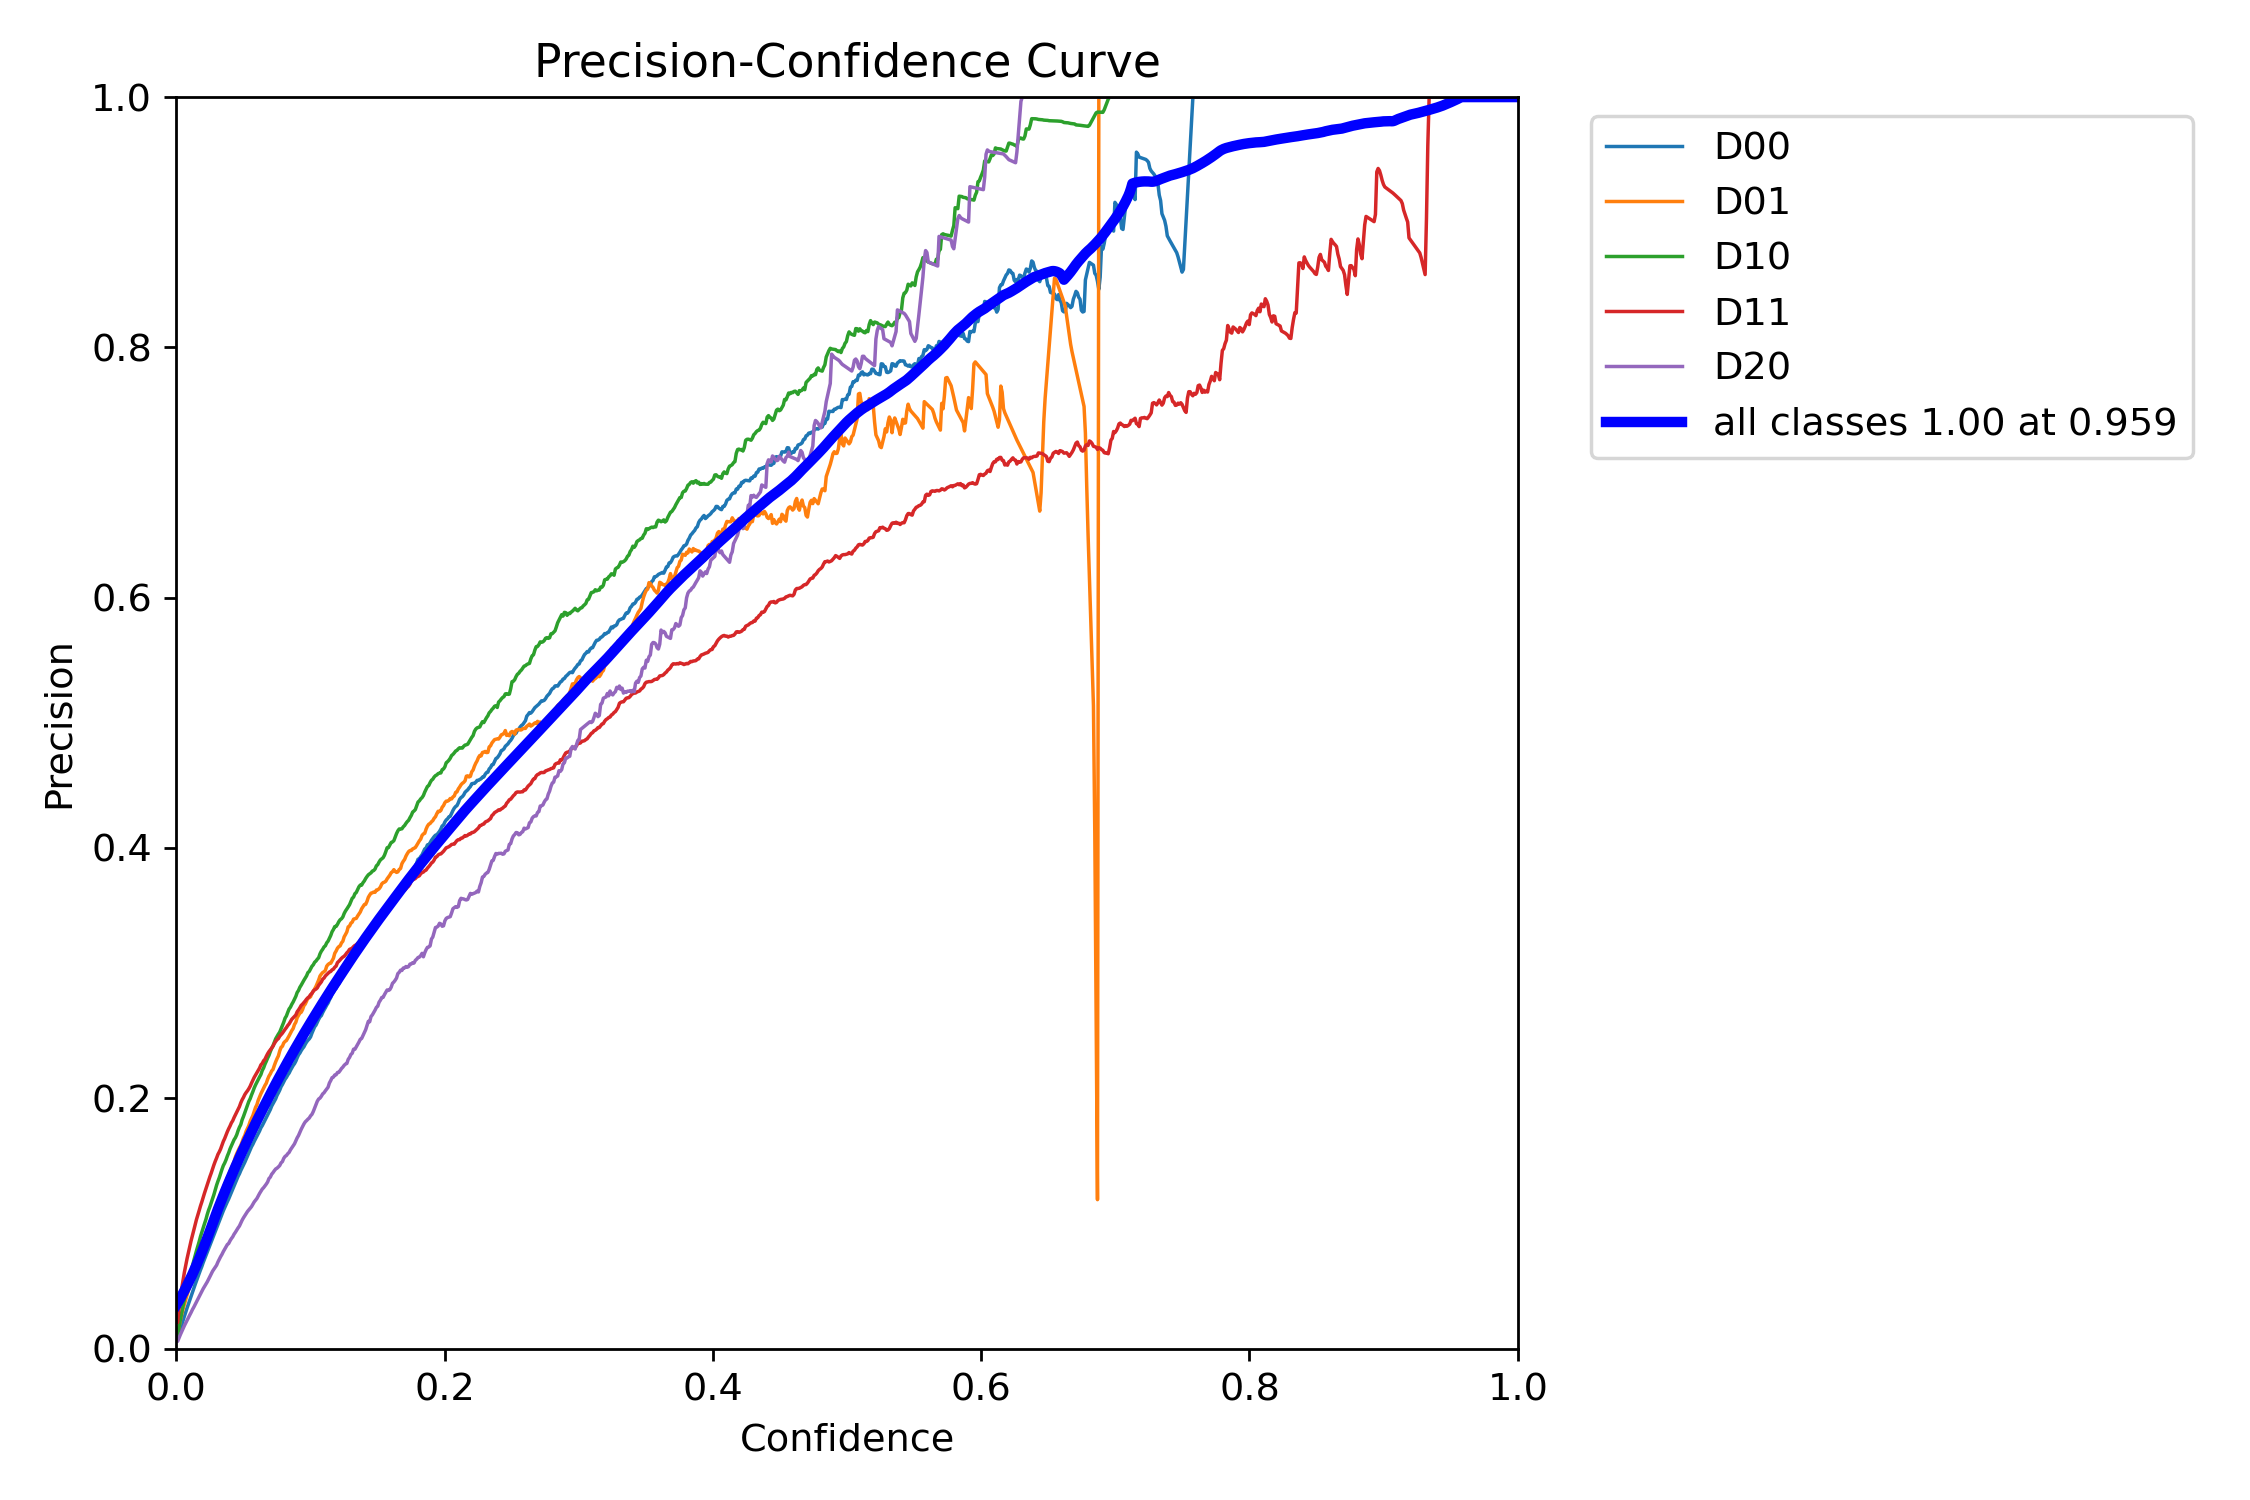 Precision-Confidence Curve
1.0
0.8
0.6
0.4
0.2
0.0
Precision
0.0 0.2 0.4 0.6 0.8 1.0
Confidence
D00
D01
D10
D11
D20
all classes 1.00 at 0.959